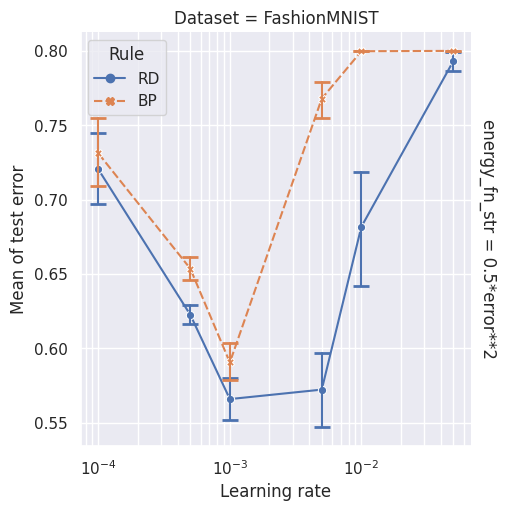 Dataset = FashionMNIST
Rule
RD
BP
0.80
0.75
0.70
0.65
0.60
0.55
Mean of test error
10⁻⁴
10⁻³
10⁻²
Learning rate
energy_fn_str = 0.5*error**2